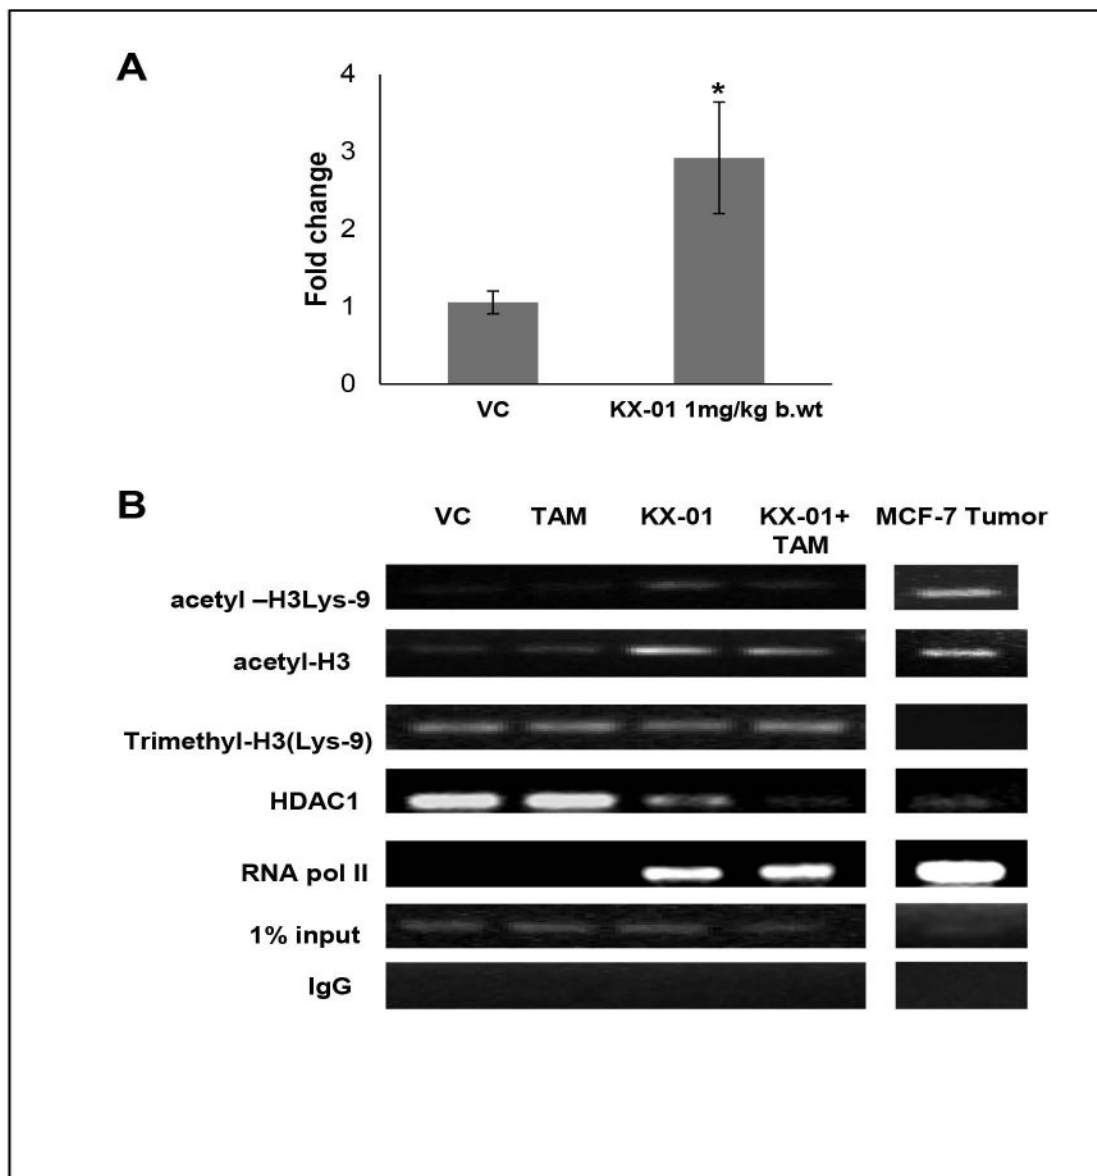 A
4
3
2
1
0
Fold change
*
VC KX-01 1mg/kg b.wt
B
VC TAM KX-01 KX-01+ MCF-7 Tumor
TAM
acetyl –H3Lys-9
acetyl-H3
Trimethyl-H3(Lys-9)
HDAC1
RNA pol II
1% input
IgG